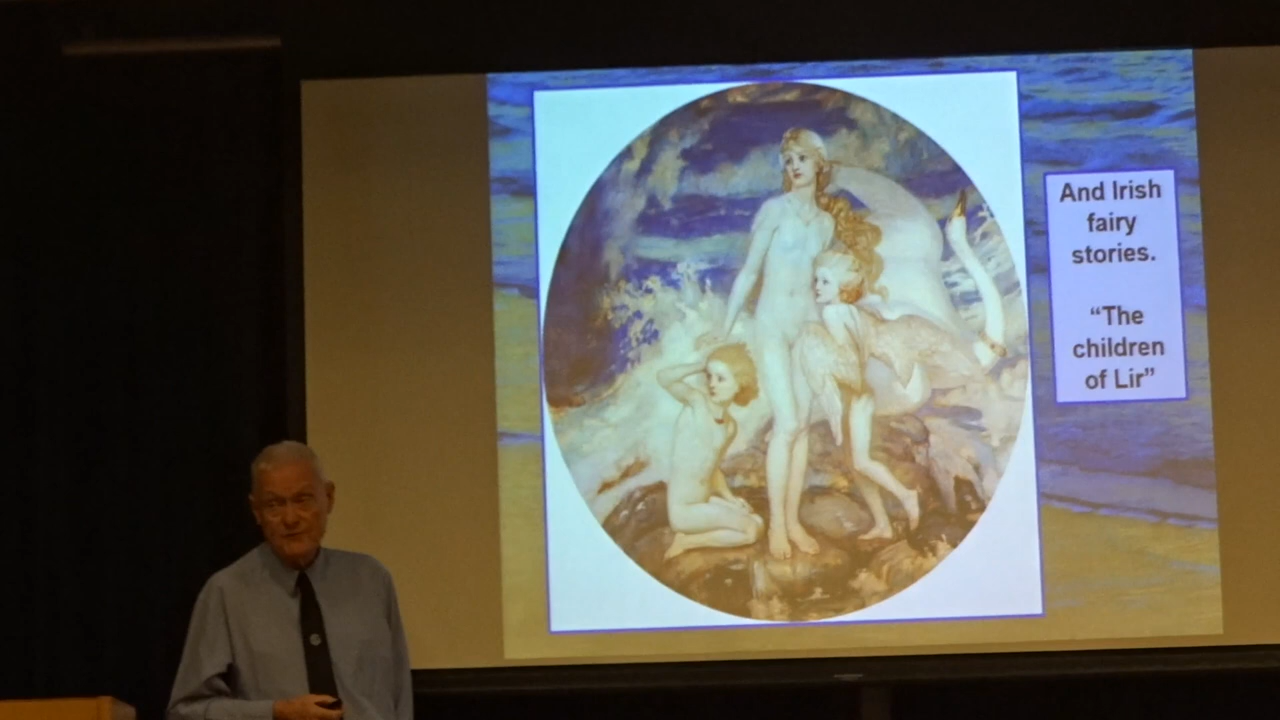 And Irish
fairy
stories.
“The
children
of Lir”